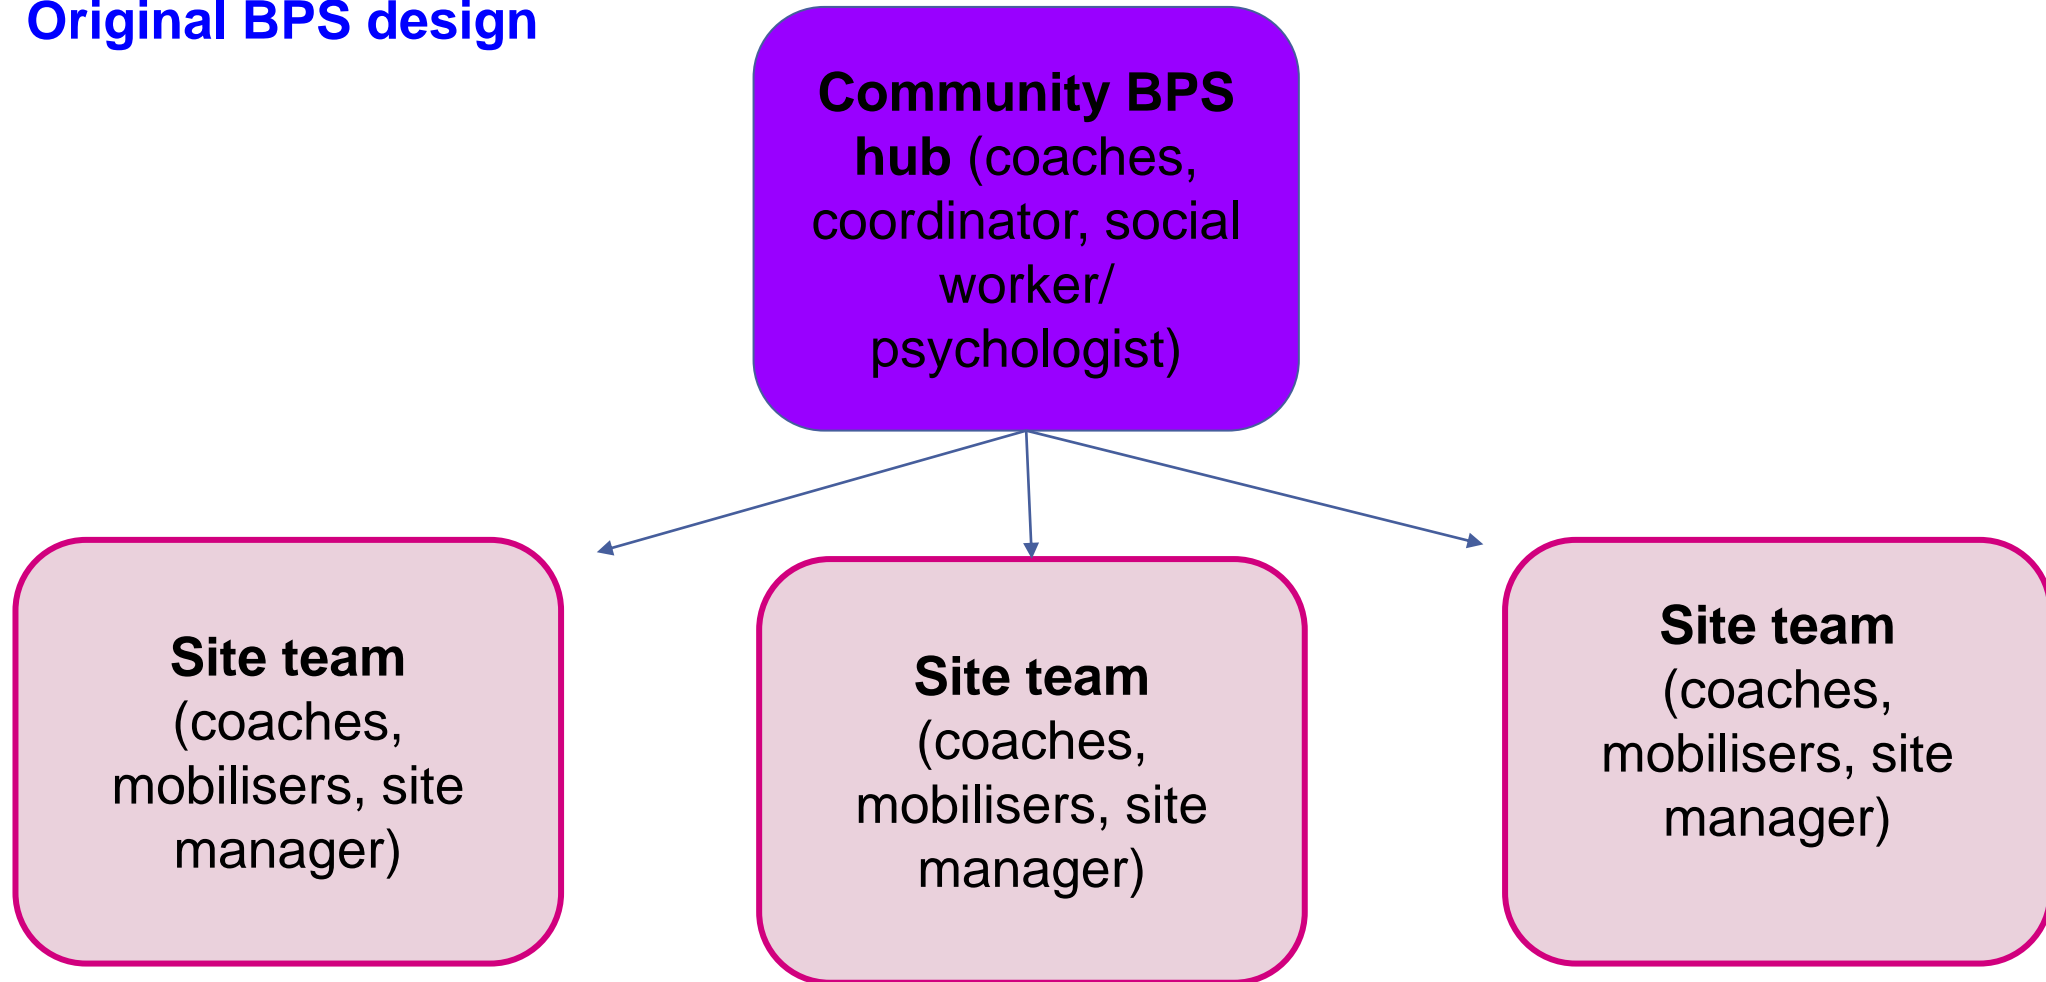 Original BPS design
Community BPS
hub (coaches,
coordinator, social
worker/
psychologist)
Site team
(coaches,
mobilisers, site
manager)
Site team
(coaches,
mobilisers, site
manager)
Site team
(coaches,
mobilisers, site
manager)